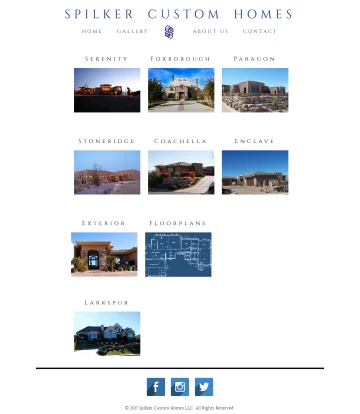 SPILKER CUSTOM HOMES
HOME GALLERY ABOUT US CONTACT
SERENITY FOXBOROUGH PARAGON
STONERIDGE COACHELLA ENCLAVE
EXTERIOR FLOORPLANS
LARKSPUR
© 2017 Spilker Custom Homes LLC. All Rights Reserved.